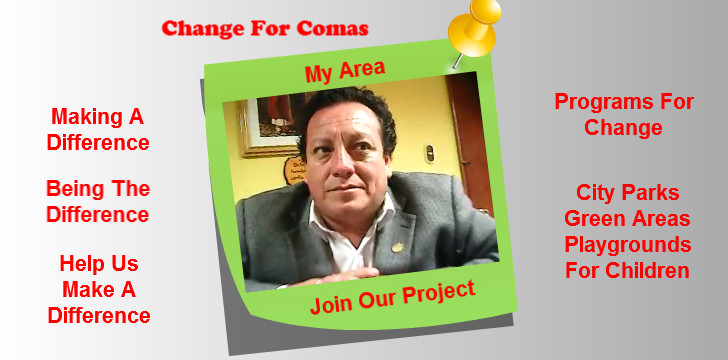 Change For Comas
My Area
Making A
Difference
Being The
Difference
Help Us
Make A
Difference
Join Our Project
Programs For
Change
City Parks
Green Areas
Playgrounds
For Children